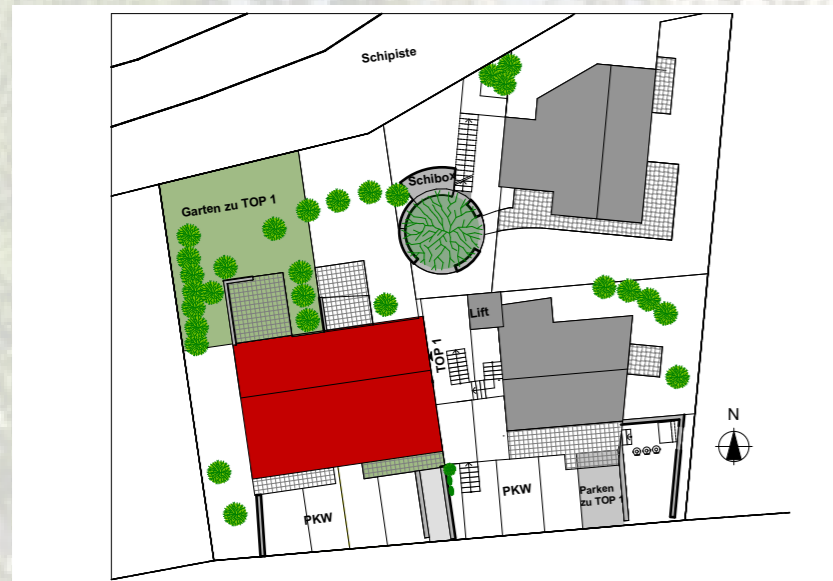 Schipiste
Schibox
Garten zu TOP 1
Lift
TOP 1
N
PKW
PKW
Parken
zu TOP 1